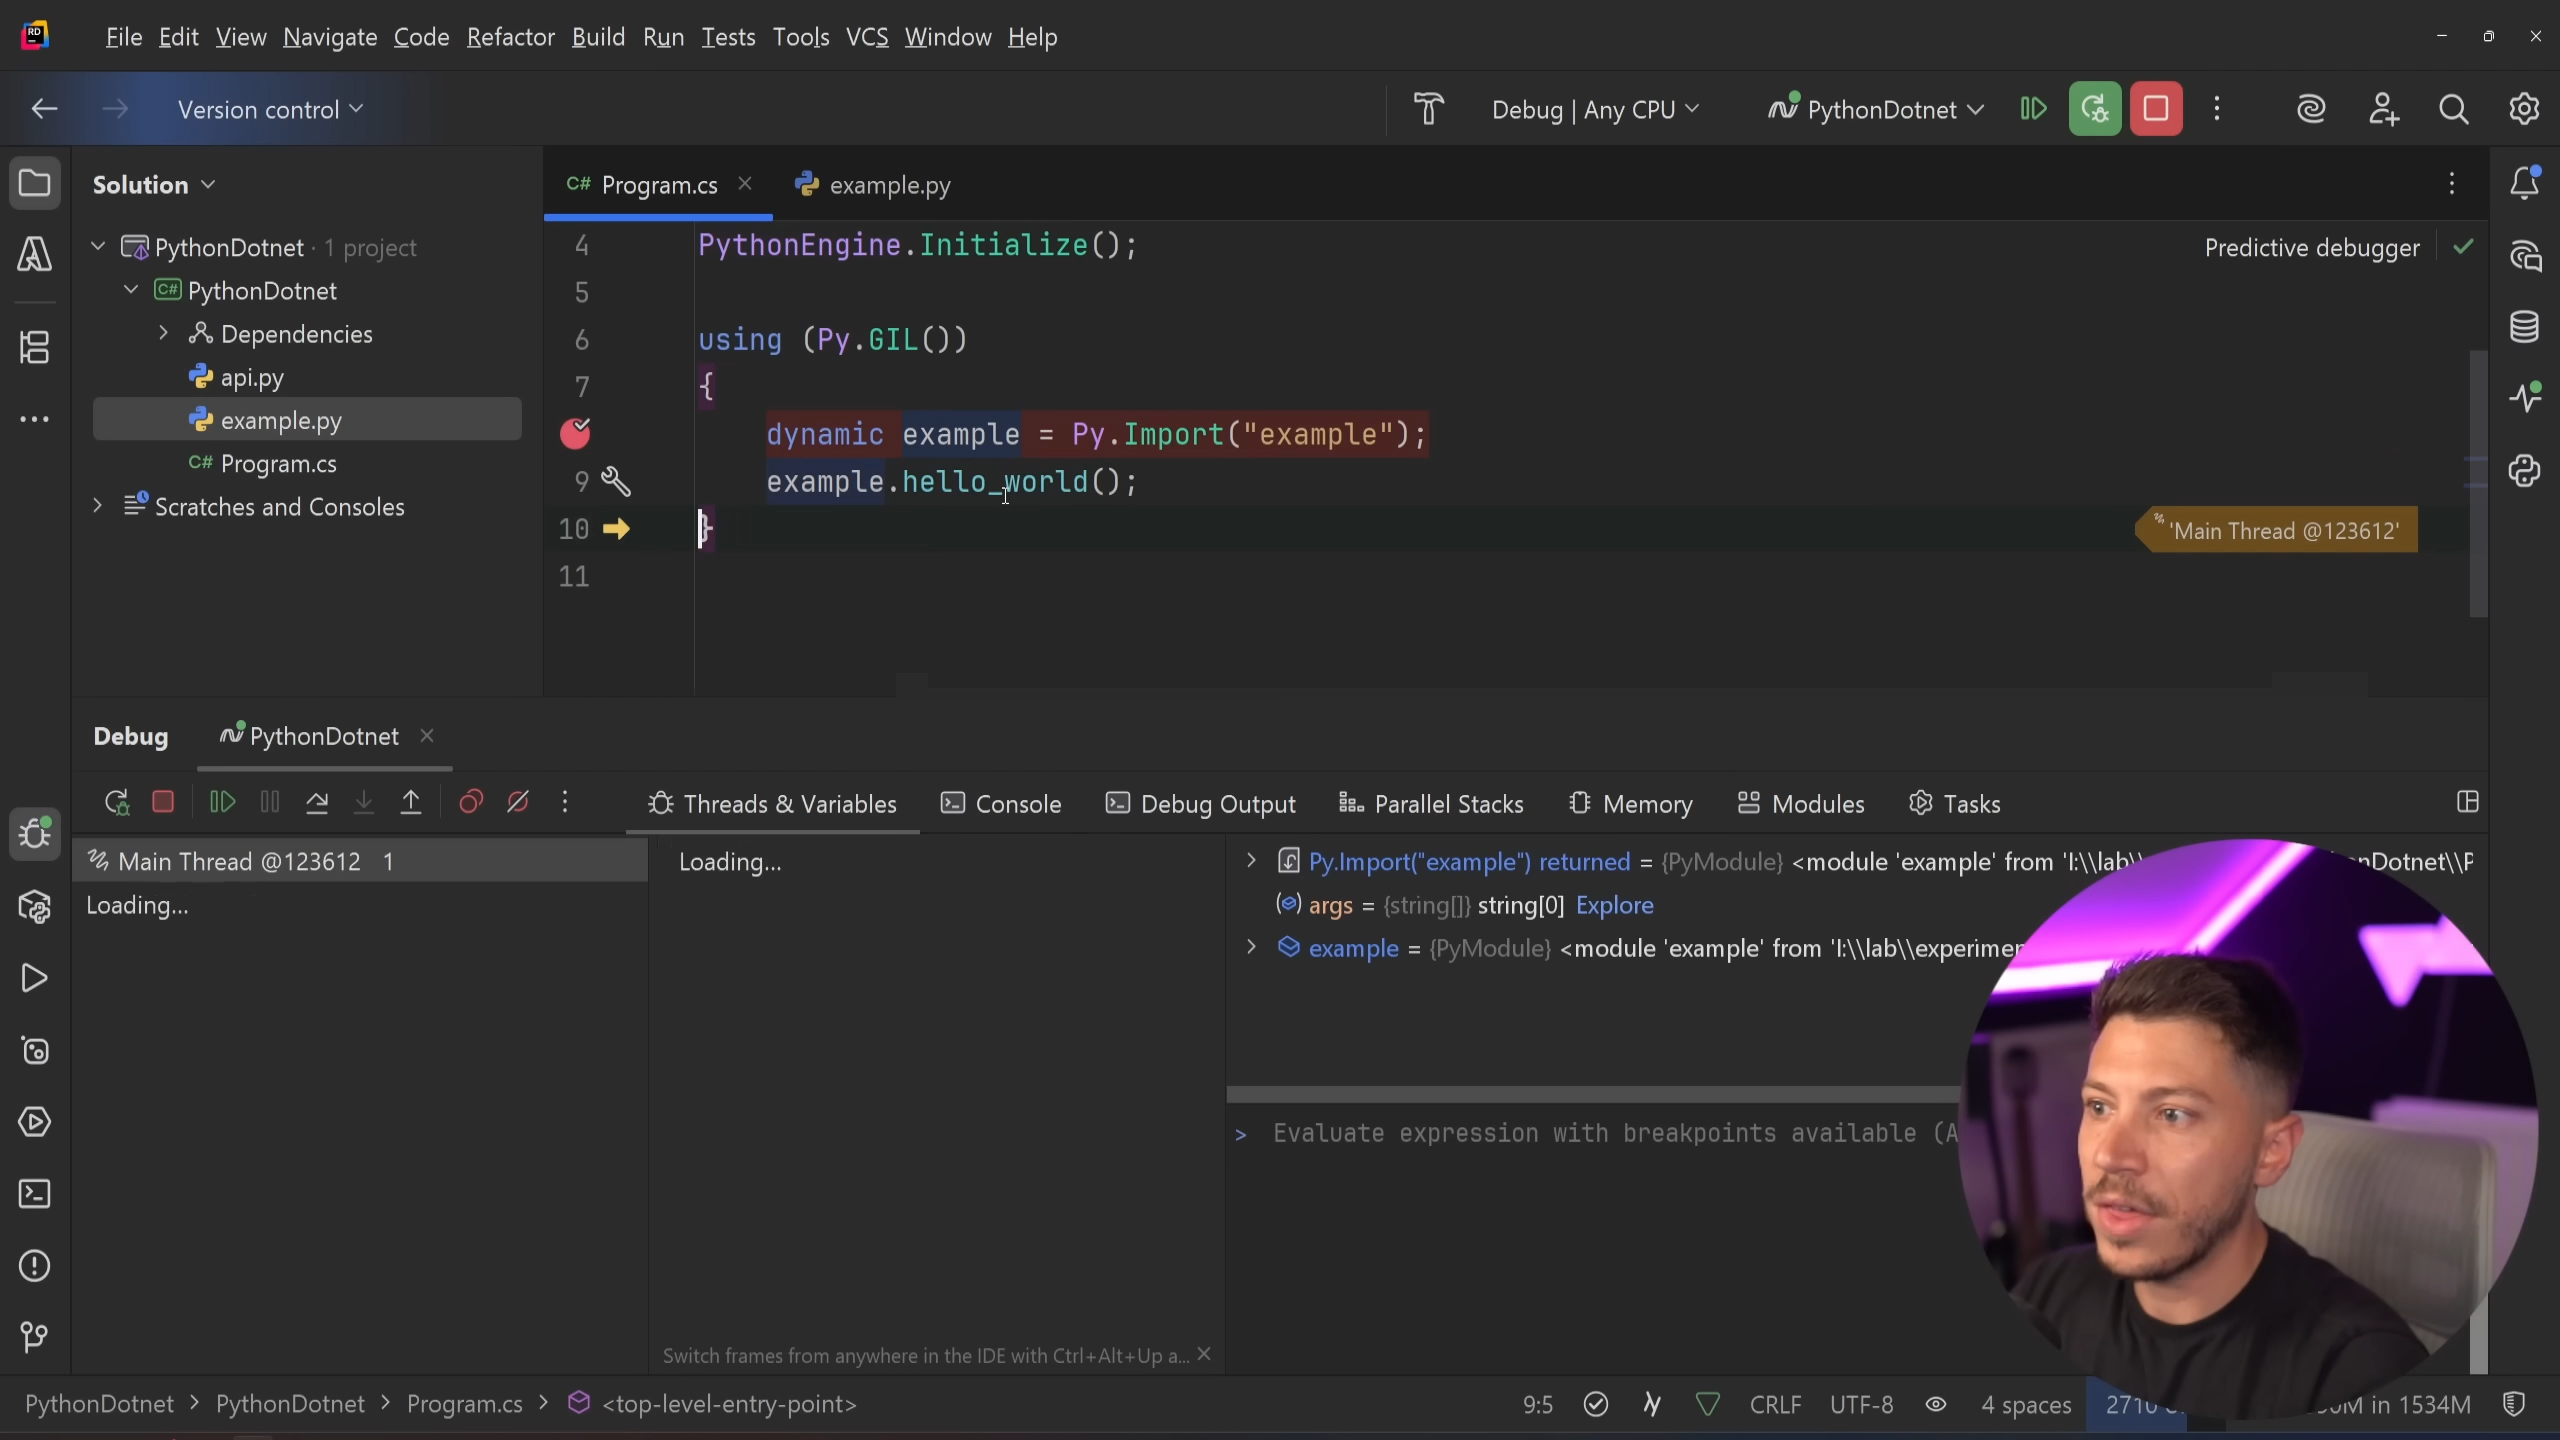 RD File Edit View Navigate Code Refactor Build Run Tests Tools VCS Window Help
Version control Debug | Any CPU PythonDotnet
Solution
PythonDotnet · 1 project
C# PythonDotnet
Dependencies
api.py
example.py
C# Program.cs
Scratches and Consoles
C# Program.cs example.py
Predictive debugger
4 PythonEngine.Initialize();
5
6 using (Py.GIL())
7 {
dynamic example = Py.Import("example");
9 example.hello_world();
10 }
'Main Thread @123612'
11
Debug PythonDotnet
Threads & Variables Console Debug Output Parallel Stacks Memory Modules Tasks
Main Thread @123612 1
Loading...
Loading...
Switch frames from anywhere in the IDE with Ctrl+Alt+Up a...
Py.Import("example") returned = {PyModule} <module 'example' from 'I:\\lab\\ onDotnet\\P
args = {string[]} string[0] Explore
example = {PyModule} <module 'example' from 'I:\\lab\\experimen
> Evaluate expression with breakpoints available (A
PythonDotnet > PythonDotnet > Program.cs > <top-level-entry-point>
9:5 CRLF UTF-8 4 spaces 2710 M in 1534M